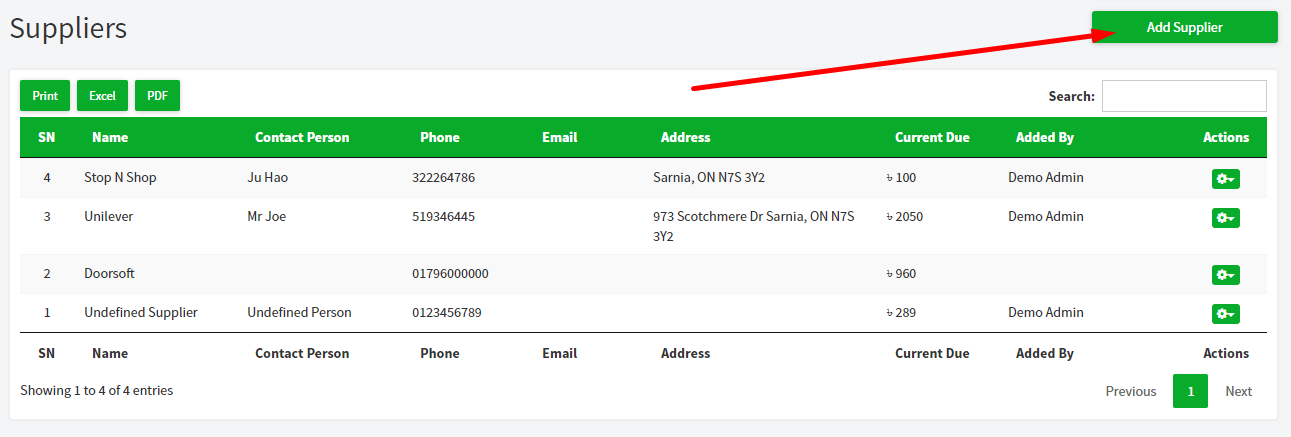 Suppliers
Add Supplier
Print Excel PDF Search:
SN Name Contact Person Phone Email Address Current Due Added By Actions
4 Stop N Shop Ju Hao 322264786 Sarnia, ON N7S 3Y2 ৳ 100 Demo Admin
3 Unilever Mr Joe 519346445 973 Scotchmere Dr Sarnia, ON N7S ৳ 2050 Demo Admin
3Y2
2 Doorsoft 01796000000 ৳ 960
1 Undefined Supplier Undefined Person 0123456789 ৳ 289 Demo Admin
SN Name Contact Person Phone Email Address Current Due Added By Actions
Showing 1 to 4 of 4 entries Previous 1 Next